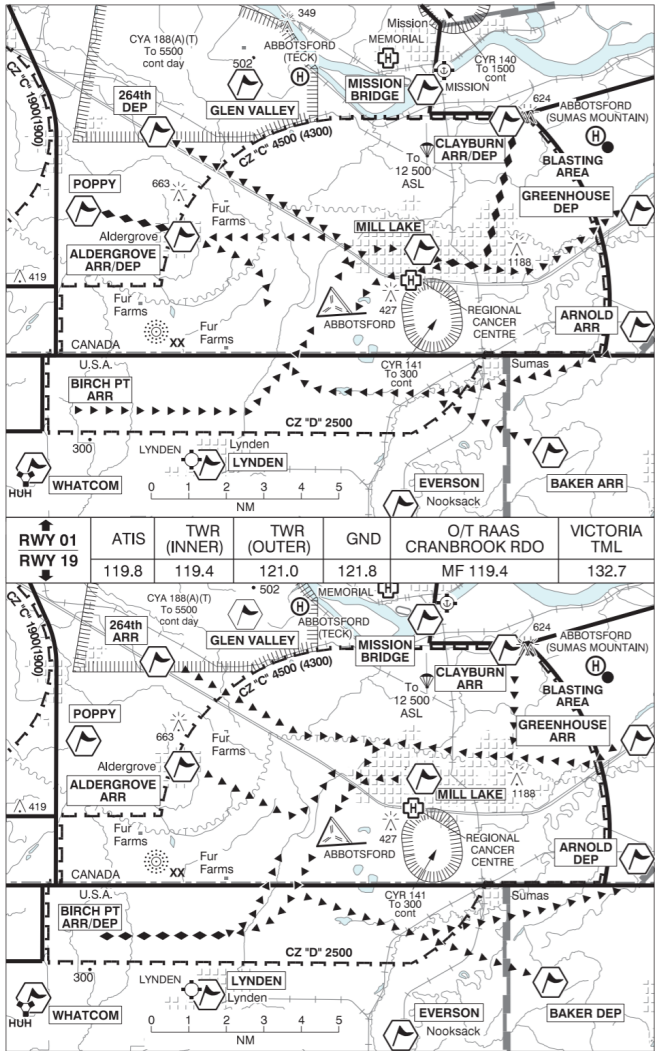 349
Mission
MEMORIAL
CYA 188(A)(T)
To 5500
cont day
ABBOTSFORD
(TECK)
502
H
H
CYR 140
To 1500
cont
MISSION
CZ "C" 1900(1600)
264th
DEP
GLEN VALLEY
MISSION
BRIDGE
624
ABBOTSFORD
(SUMAS MOUNTAIN)
H
CZ "C" 4500 (4300)
CLAYBURN
ARR/DEP
To
12 500
ASL
BLASTING
AREA
POPPY
663
GREENHOUSE
DEP
Fur
Farms
MILL LAKE
Aldergrove
ALDERGROVE
ARR/DEP
1188
419
H
Fur
Farms
427
ABBOTSFORD
REGIONAL
CANCER
CENTRE
ARNOLD
ARR
XX
Fur
Farms
CANADA
U.S.A.
CYR 141
To 300
cont
Sumas
BIRCH PT
ARR
CZ "D" 2500
300
LYNDEN
Lynden
LYNDEN
HUH
WHATCOM
EVERSON
Nooksack
BAKER ARR
0 1 2 3 4 5
NM
RWY 01
RWY 19
ATIS
TWR
(INNER)
TWR
(OUTER)
GND
O/T RAAS
CRANBROOK RDO
VICTORIA
TML
119.8 119.4 121.0 121.8 MF 119.4 132.7
CYA 188(A)(T)
To 5500
cont day
502
MEMORIAL
H
H
ABBOTSFORD
(TECK)
CZ "C" 1900(1600)
264th
ARR
GLEN VALLEY
MISSION
BRIDGE
624
ABBOTSFORD
(SUMAS MOUNTAIN)
H
CZ "C" 4500 (4300)
CLAYBURN
ARR
To
12 500
ASL
BLASTING
AREA
POPPY
663
GREENHOUSE
ARR
Fur
Farms
Aldergrove
ALDERGROVE
ARR
MILL LAKE
1188
419
H
Fur
Farms
427
ABBOTSFORD
REGIONAL
CANCER
CENTRE
ARNOLD
DEP
XX
Fur
Farms
CANADA
U.S.A.
CYR 141
To 300
cont
Sumas
BIRCH PT
ARR/DEP
CZ "D" 2500
300
LYNDEN
LYNDEN
Lynden
HUH
WHATCOM
EVERSON
Nooksack
BAKER DEP
0 1 2 3 4 5
NM